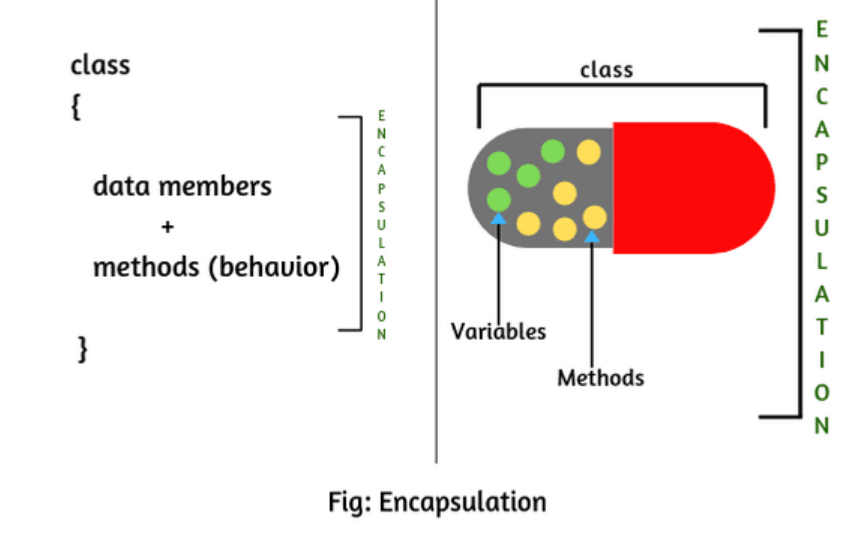 class
{
data members
+
methods (behavior)
}
ENCAPSULATION
class
Variables
Methods
ENCAPSULATION
Fig: Encapsulation